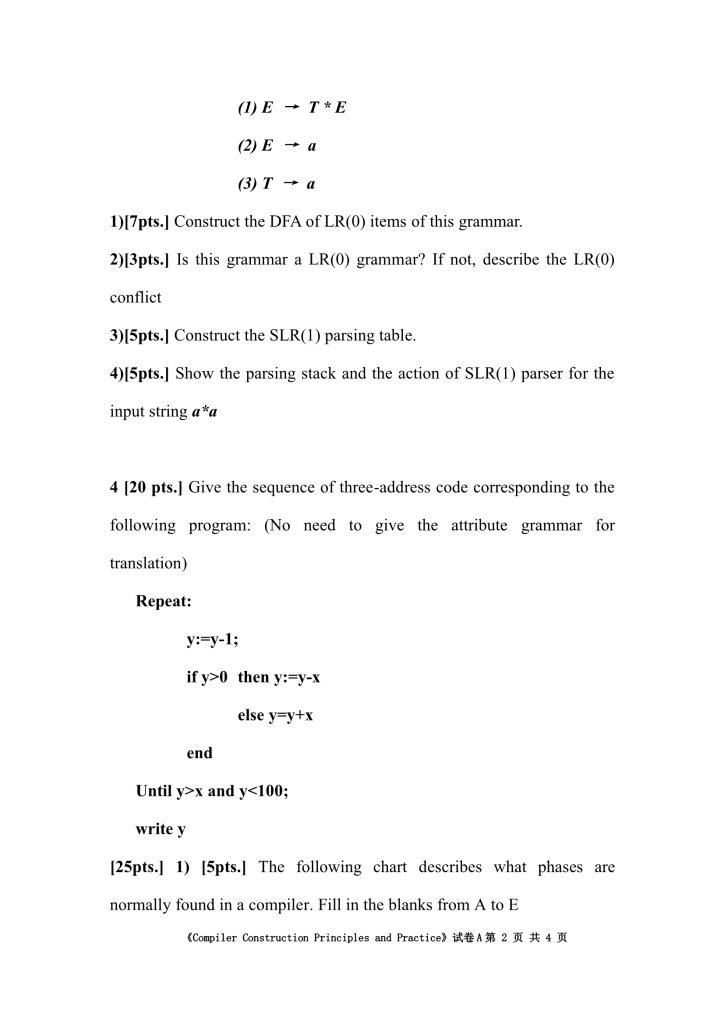 (1) E → T * E
(2) E → a
(3) T → a
1)[7pts.] Construct the DFA of LR(0) items of this grammar.
2)[3pts.] Is this grammar a LR(0) grammar? If not, describe the LR(0)
conflict
3)[5pts.] Construct the SLR(1) parsing table.
4)[5pts.] Show the parsing stack and the action of SLR(1) parser for the
input string a*a
4 [20 pts.] Give the sequence of three-address code corresponding to the
following program: (No need to give the attribute grammar for
translation)
Repeat:
y:=y-1;
if y>0 then y:=y-x
else y=y+x
end
Until y>x and y<100;
write y
[25pts.] 1) [5pts.] The following chart describes what phases are
normally found in a compiler. Fill in the blanks from A to E
《Compiler Construction Principles and Practice》试卷 A 第 2 页 共 4 页